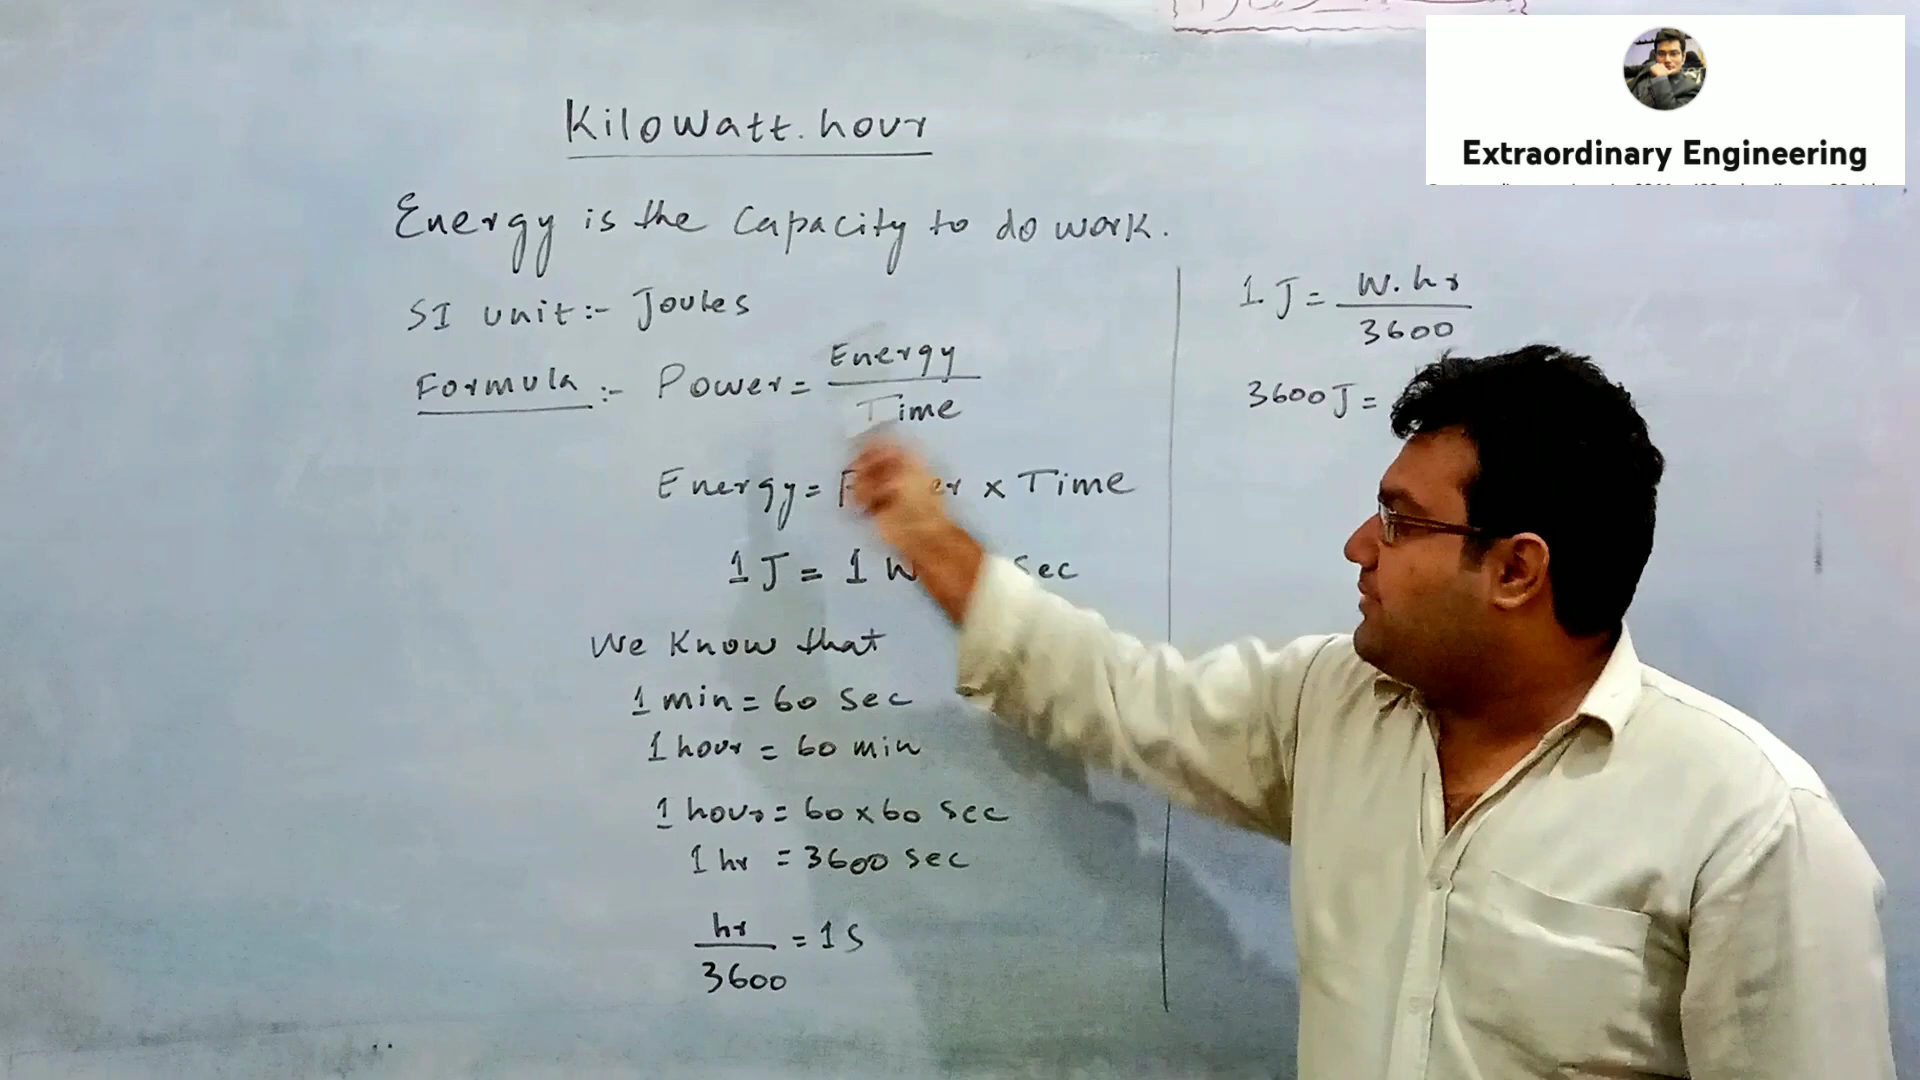 Extraordinary Engineering
Kilowatt.hour
Energy is the Capacity to do work.
SI unit:- Joules
Formula :- Power = Energy
Time
Energy = × Time
1 J = 1 Sec
We Know that
1 min = 60 Sec
1 hour = 60 min
1 hour = 60×60 Sec
1 hr = 3600 Sec
hr
3600
= 1 S
1 J = W.hr
3600
3600 J =